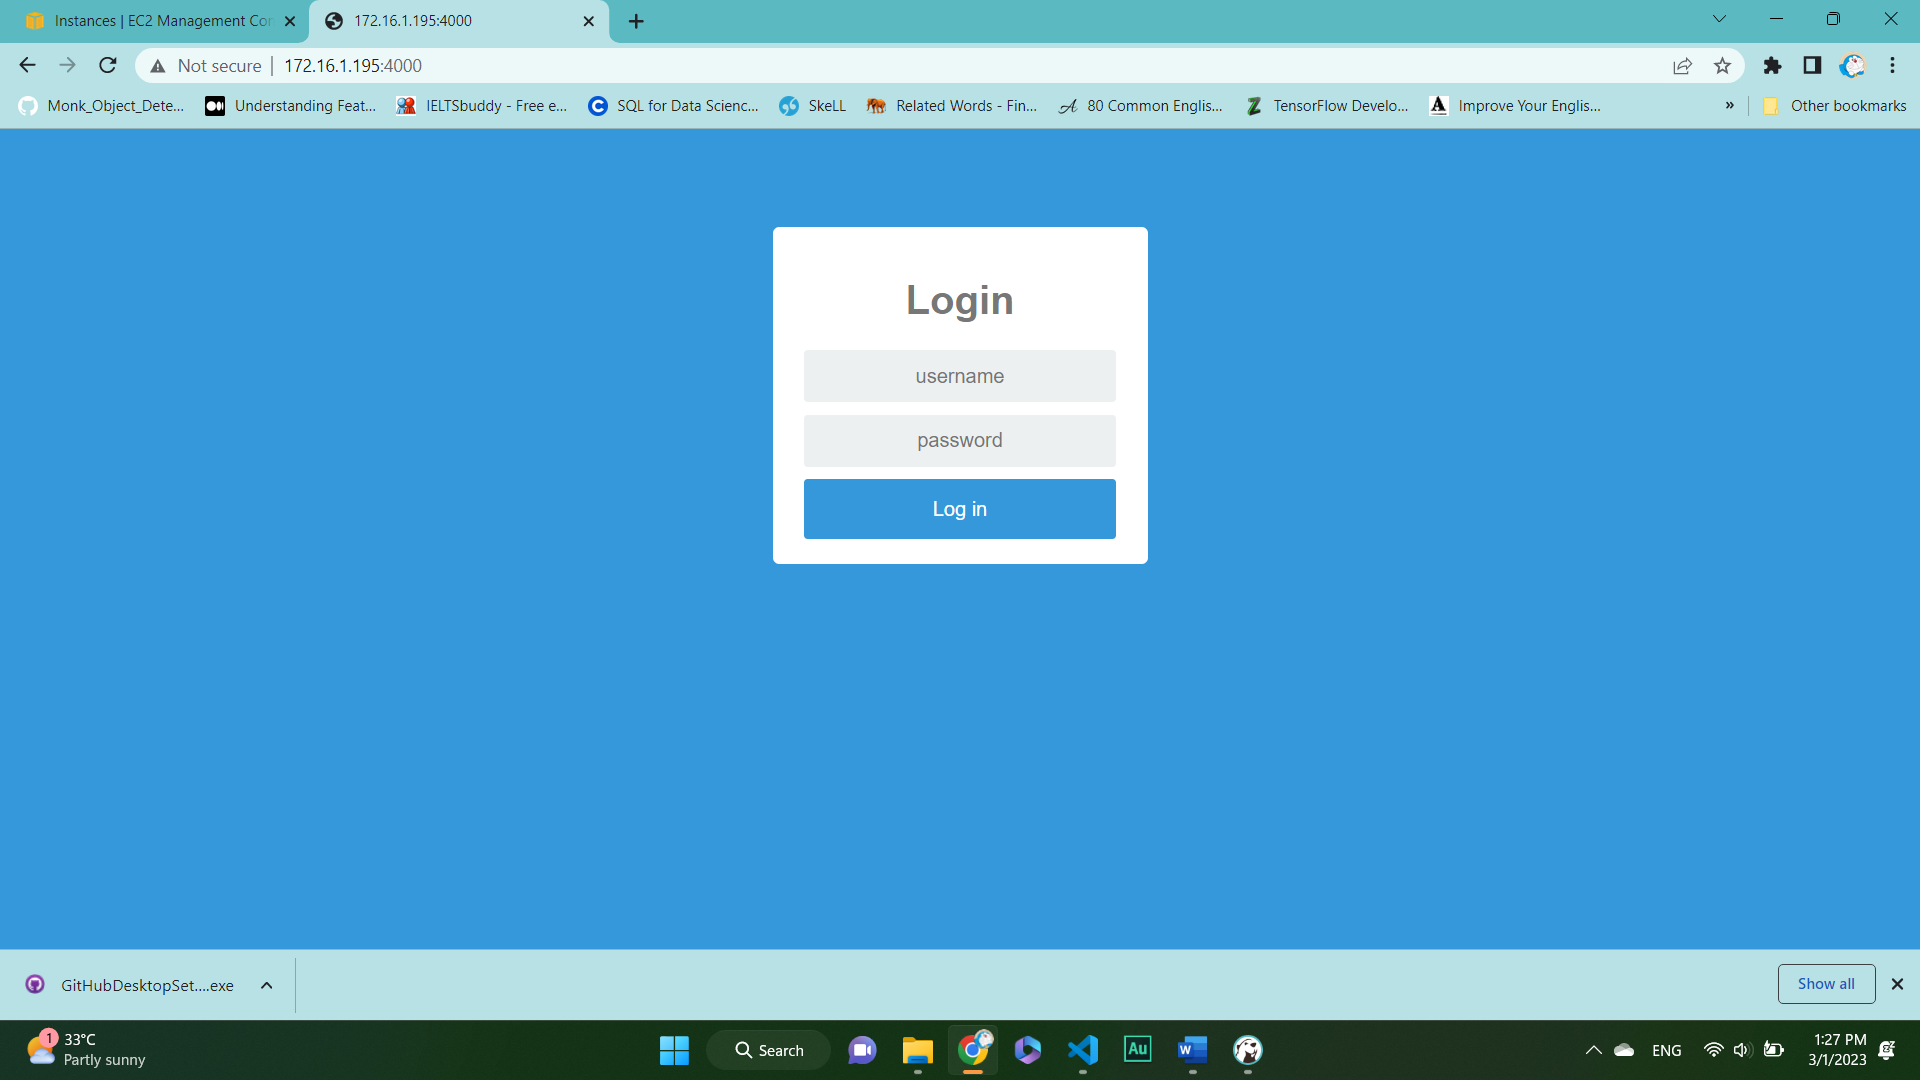 Instances | EC2 Management Con
172.16.1.195:4000
Not secure
172.16.1.195:4000
Monk_Object_Dete...
Understanding Feat...
IELTSbuddy - Free e...
SQL for Data Scienc...
SkeLL
Related Words - Fin...
80 Common Englis...
TensorFlow Develo...
Improve Your Englis...
»
Other bookmarks
Login
username
password
Log in
GitHubDesktopSet....exe
Show all
1
33°C
Partly sunny
Search
Au
W
ENG
1:27 PM
3/1/2023